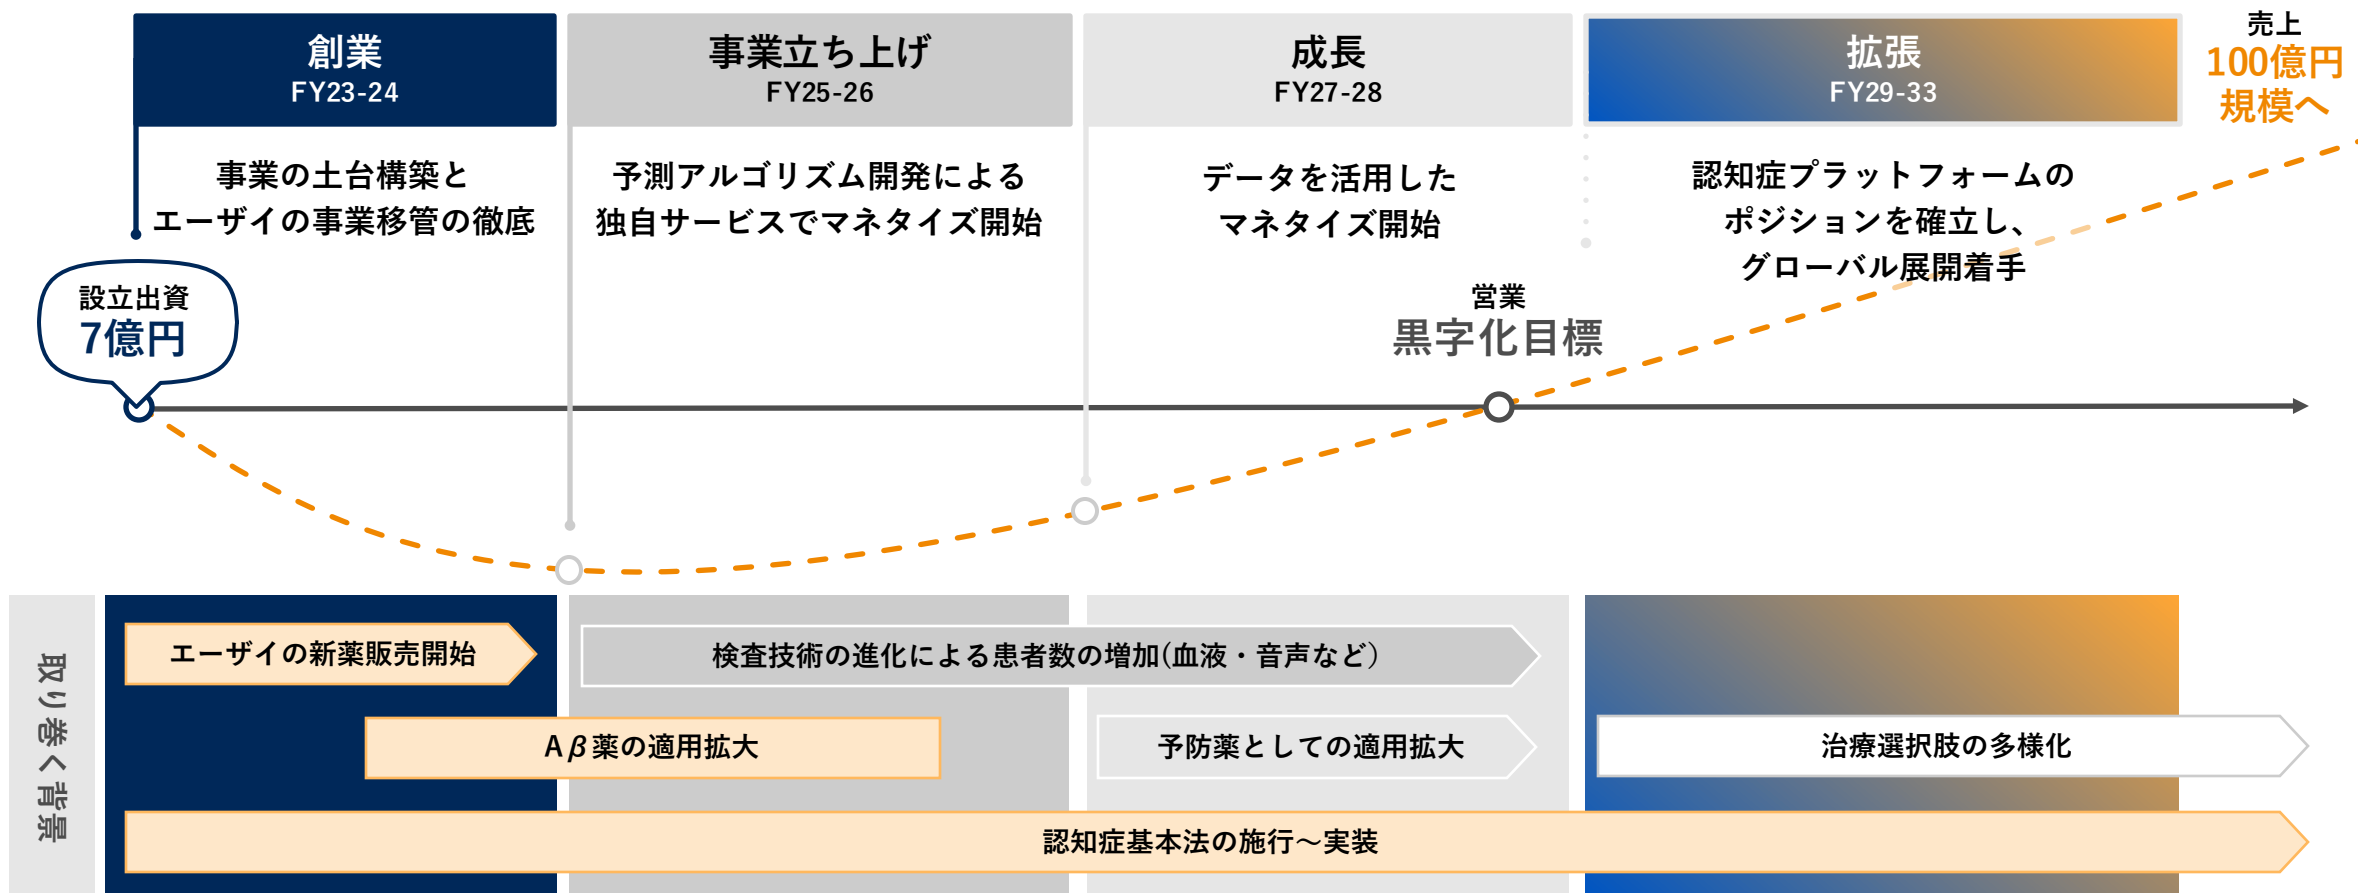 創業
FY23-24
事業立ち上げ
FY25-26
成長
FY27-28
拡張
FY29-33
売上
100億円
規模へ
事業の土台構築と
エーザイの事業移管の徹底
予測アルゴリズム開発による
独自サービスでマネタイズ開始
データを活用した
マネタイズ開始
認知症プラットフォームの
ポジションを確立し、
グローバル展開着手
設立出資
7億円
営業
黒字化目標
取り巻く背景
エーザイの新薬販売開始
検査技術の進化による患者数の増加(血液・音声など)
Aβ薬の適用拡大
予防薬としての適用拡大
治療選択肢の多様化
認知症基本法の施行～実装